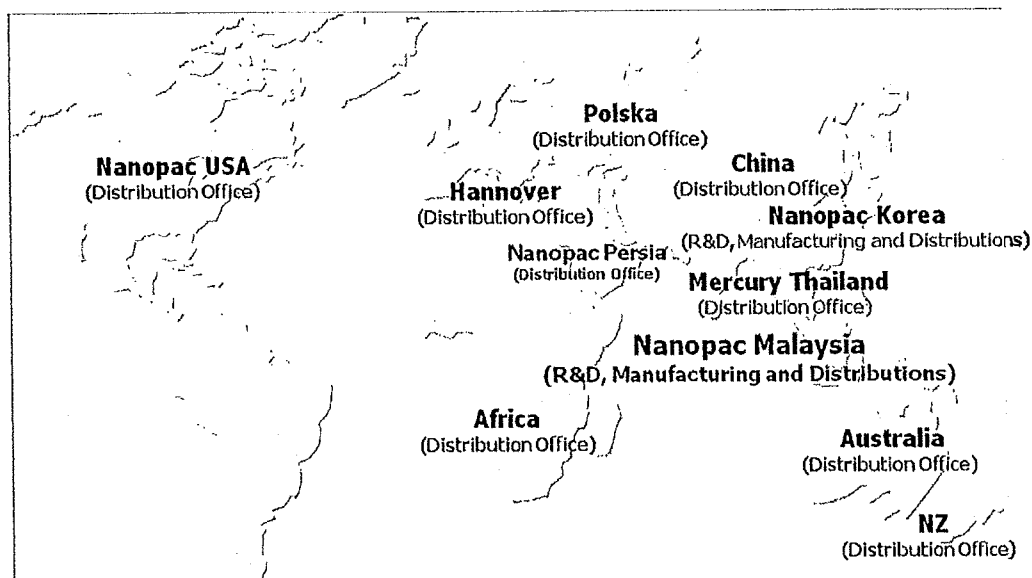 Polska
(Distribution Office)
Nanopac USA
(Distribution Office)
China
(Distribution Office)
Hannover
(Distribution Office)
Nanopac Korea
(R&D, Manufacturing and Distributions)
Nanopac Persia
(Distribution Office)
Mercury Thailand
(Distribution Office)
Nanopac Malaysia
(R&D, Manufacturing and Distributions)
Africa
(Distribution Office)
Australia
(Distribution Office)
NZ
(Distribution Office)